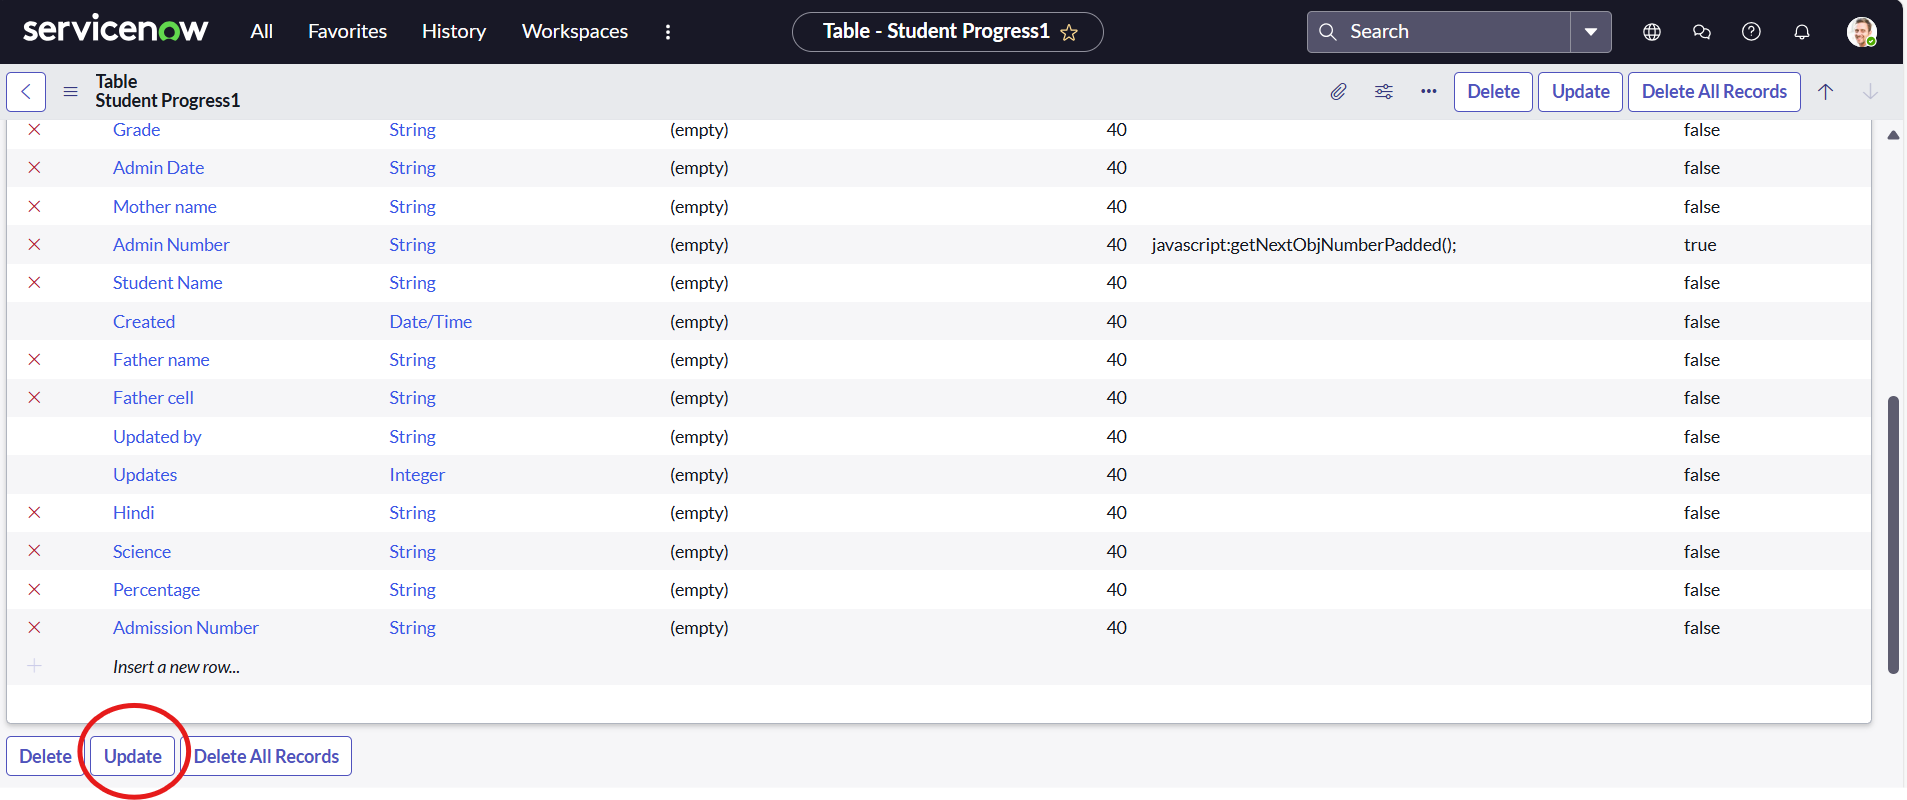 servicenow All Favorites History Workspaces Table - Student Progress1 Search
Table
Student Progress1
Delete Update Delete All Records
Grade String (empty) 40 false
Admin Date String (empty) 40 false
Mother name String (empty) 40 false
Admin Number String (empty) 40 javascript:getNextObjNumberPadded(); true
Student Name String (empty) 40 false
Created Date/Time (empty) 40 false
Father name String (empty) 40 false
Father cell String (empty) 40 false
Updated by String (empty) 40 false
Updates Integer (empty) 40 false
Hindi String (empty) 40 false
Science String (empty) 40 false
Percentage String (empty) 40 false
Admission Number String (empty) 40 false
Insert a new row...
Delete Update Delete All Records